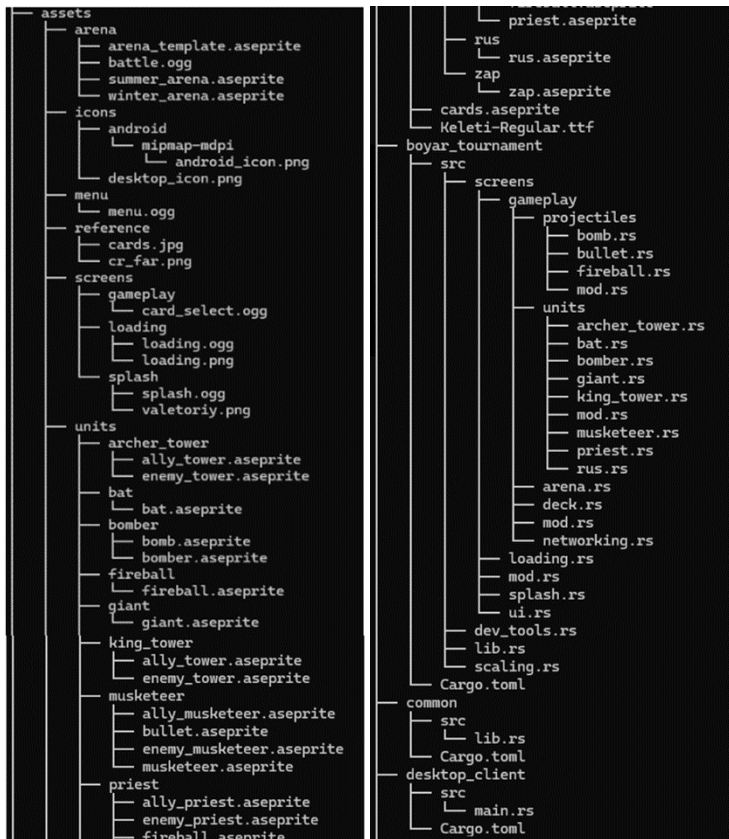 assets
arena
arena_template.aseprite
battle.ogg
summer_arena.aseprite
winter_arena.aseprite
icons
android
mipmap-mdpi
android_icon.png
desktop_icon.png
menu
menu.ogg
reference
cards.jpg
cr_far.png
screens
gameplay
card_select.ogg
loading
loading.ogg
loading.png
splash
splash.ogg
valetoriy.png
units
archer_tower
ally_tower.aseprite
enemy_tower.aseprite
bat
bat.aseprite
bomber
bomb.aseprite
bomber.aseprite
fireball
fireball.aseprite
giant
giant.aseprite
king_tower
ally_tower.aseprite
enemy_tower.aseprite
musketeer
ally_musketeer.aseprite
bullet.aseprite
enemy_musketeer.aseprite
musketeer.aseprite
priest
ally_priest.aseprite
enemy_priest.aseprite
fireball.aseprite
priest.aseprite
rus
rus.aseprite
zap
zap.aseprite
cards.aseprite
Keleti-Regular.ttf
boyar_tournament
src
screens
gameplay
projectiles
bomb.rs
bullet.rs
fireball.rs
mod.rs
units
archer_tower.rs
bat.rs
bomber.rs
giant.rs
king_tower.rs
mod.rs
musketeer.rs
priest.rs
rus.rs
arena.rs
deck.rs
mod.rs
networking.rs
loading.rs
mod.rs
splash.rs
ui.rs
dev_tools.rs
lib.rs
scaling.rs
Cargo.toml
common
src
lib.rs
Cargo.toml
desktop_client
src
main.rs
Cargo.toml